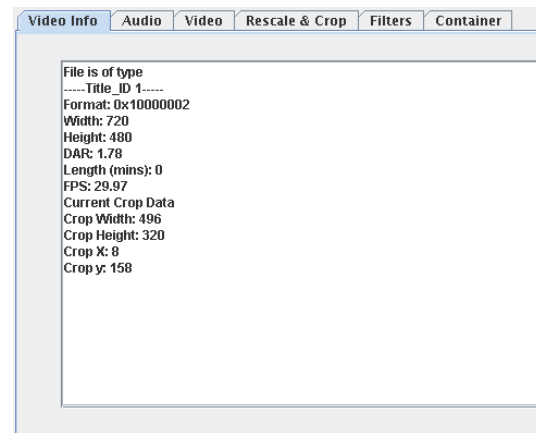 Video Info Audio Video Rescale & Crop Filters Container
File is of type
-----Title_ID 1-----
Format: 0x10000002
Width: 720
Height: 480
DAR: 1.78
Length (mins): 0
FPS: 29.97
Current Crop Data
Crop Width: 496
Crop Height: 320
Crop X: 8
Crop y: 158